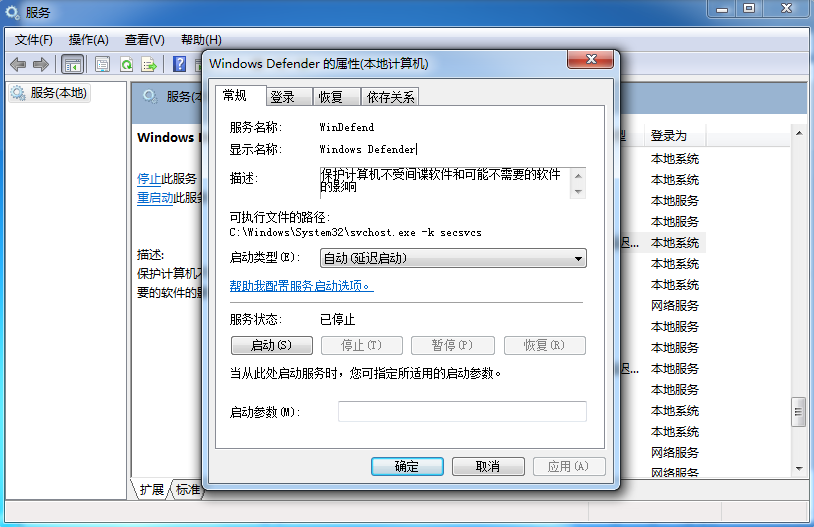 服务
文件(F) 操作(A) 查看(V) 帮助(H)
服务(本地)
服务(本
Windows D
停止此服务
重启动此服
描述:
保护计算机
要的软件的
扩展 标准
Windows Defender 的属性(本地计算机)
常规 登录 恢复 依存关系
服务名称: WinDefend
显示名称: Windows Defender
描述: 保护计算机不受间谍软件和可能不需要的软件
的影响
可执行文件的路径:
C:\Windows\System32\svchost.exe -k secsvcs
启动类型(E): 自动(延迟启动)
帮助我配置服务启动选项。
服务状态: 已停止
启动(S) 停止(T) 暂停(P) 恢复(R)
当从此处启动服务时，您可指定所适用的启动参数。
启动参数(M):
确定 取消 应用(A)
登录为
本地系统
本地系统
本地服务
本地服务
本地系统
本地系统
本地系统
网络服务
本地服务
本地系统
本地服务
本地服务
本地系统
本地系统
网络服务
网络服务